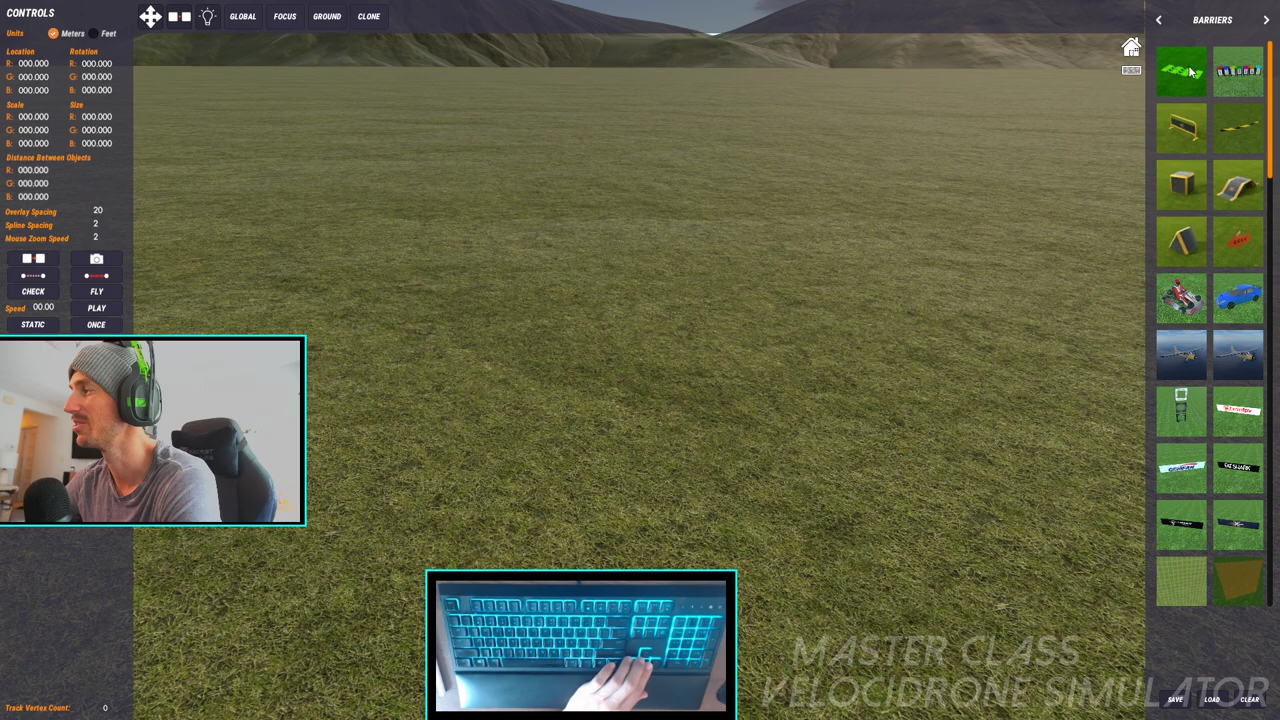 CONTROLS
Units Meters Feet
Location Rotation
R: 000.000 R: 000.000
G: 000.000 G: 000.000
B: 000.000 B: 000.000
Scale Size
R: 000.000 R: 000.000
G: 000.000 G: 000.000
B: 000.000 B: 000.000
Distance Between Objects
R: 000.000
G: 000.000
B: 000.000
Overlay Spacing 20
Spline Spacing 2
Mouse Zoom Speed 2
CHECK FLY
Speed 00.00 PLAY
STATIC ONCE
Track Vertex Count: 0
GLOBAL FOCUS GROUND CLONE
BARRIERS
FAT SHARK
MASTER CLASS
VELOCIDRONE SIMULATOR
SAVE LOAD CLEAR